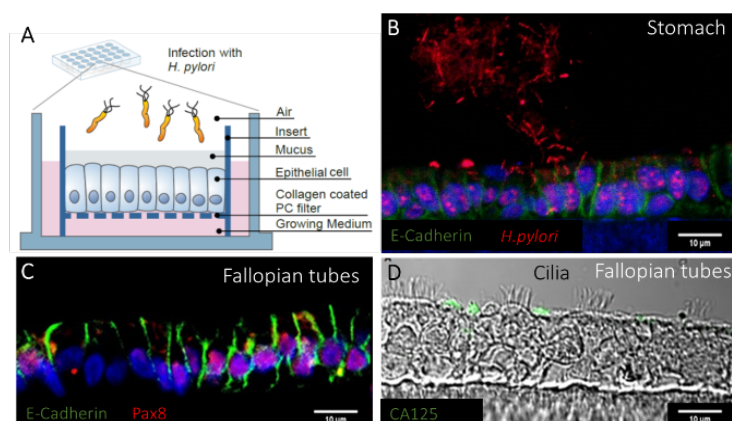 A
Infection with
H. pylori
Air
Insert
Mucus
Epithelial cell
Collagen coated
PC filter
Growing Medium
B
Stomach
E-Cadherin
H.pylori
10 µm
C
Fallopian tubes
E-Cadherin
Pax8
10 µm
D
Cilia
Fallopian tubes
CA125
10 µm